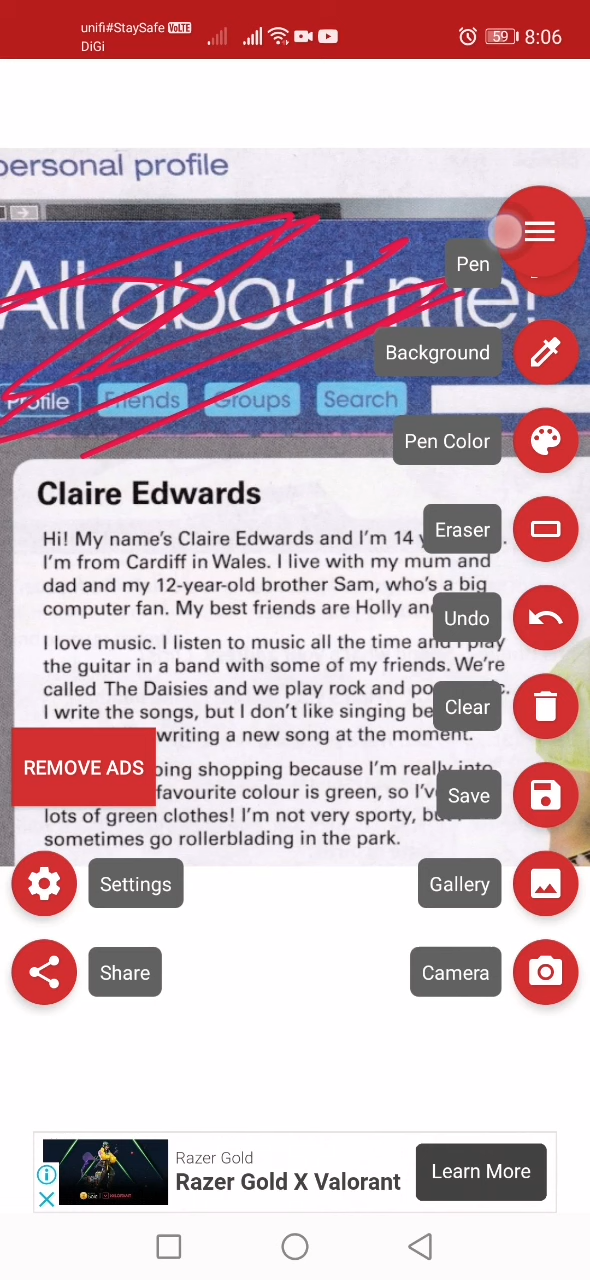 unifi#StaySafe VoLTE
DiGi
59 8:06
personal profile
All about me!
Pen
Background
Profile Friends Groups Search
Pen Color
Claire Edwards
Eraser
Hi! My name's Claire Edwards and I'm 14
I'm from Cardiff in Wales. I live with my mum and
dad and my 12-year-old brother Sam, who's a big
computer fan. My best friends are Holly
Undo
I love music. I listen to music all the time and I play
the guitar in a band with some of my friends. We're
called The Daisies and we play rock and
Clear
I write the songs, but I don't like singing
writing a new song at the moment.
REMOVE ADS
shopping because I'm really into
favourite colour is green, so
Save
lots of green clothes! I'm not very sporty,
sometimes go rollerblading in the park.
Settings
Gallery
Share
Camera
Razer Gold
Razer Gold X Valorant
Learn More